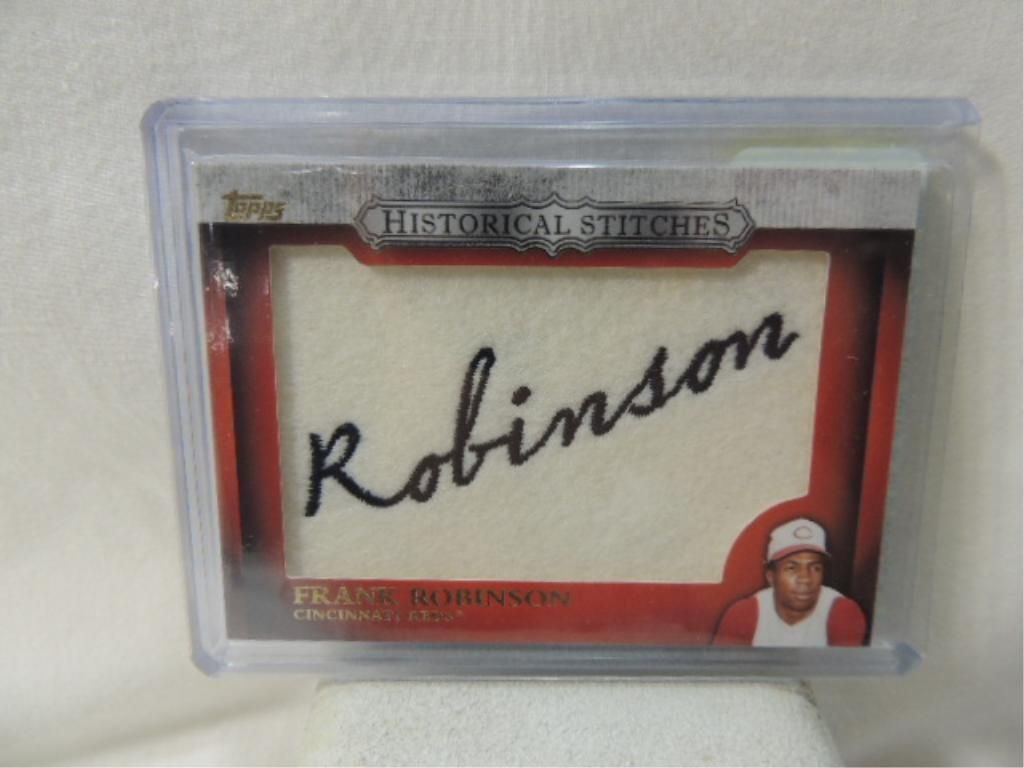 Topps
HISTORICAL STITCHES
Robinson
FRANK ROBINSON
CINCINNATI REDS®
C